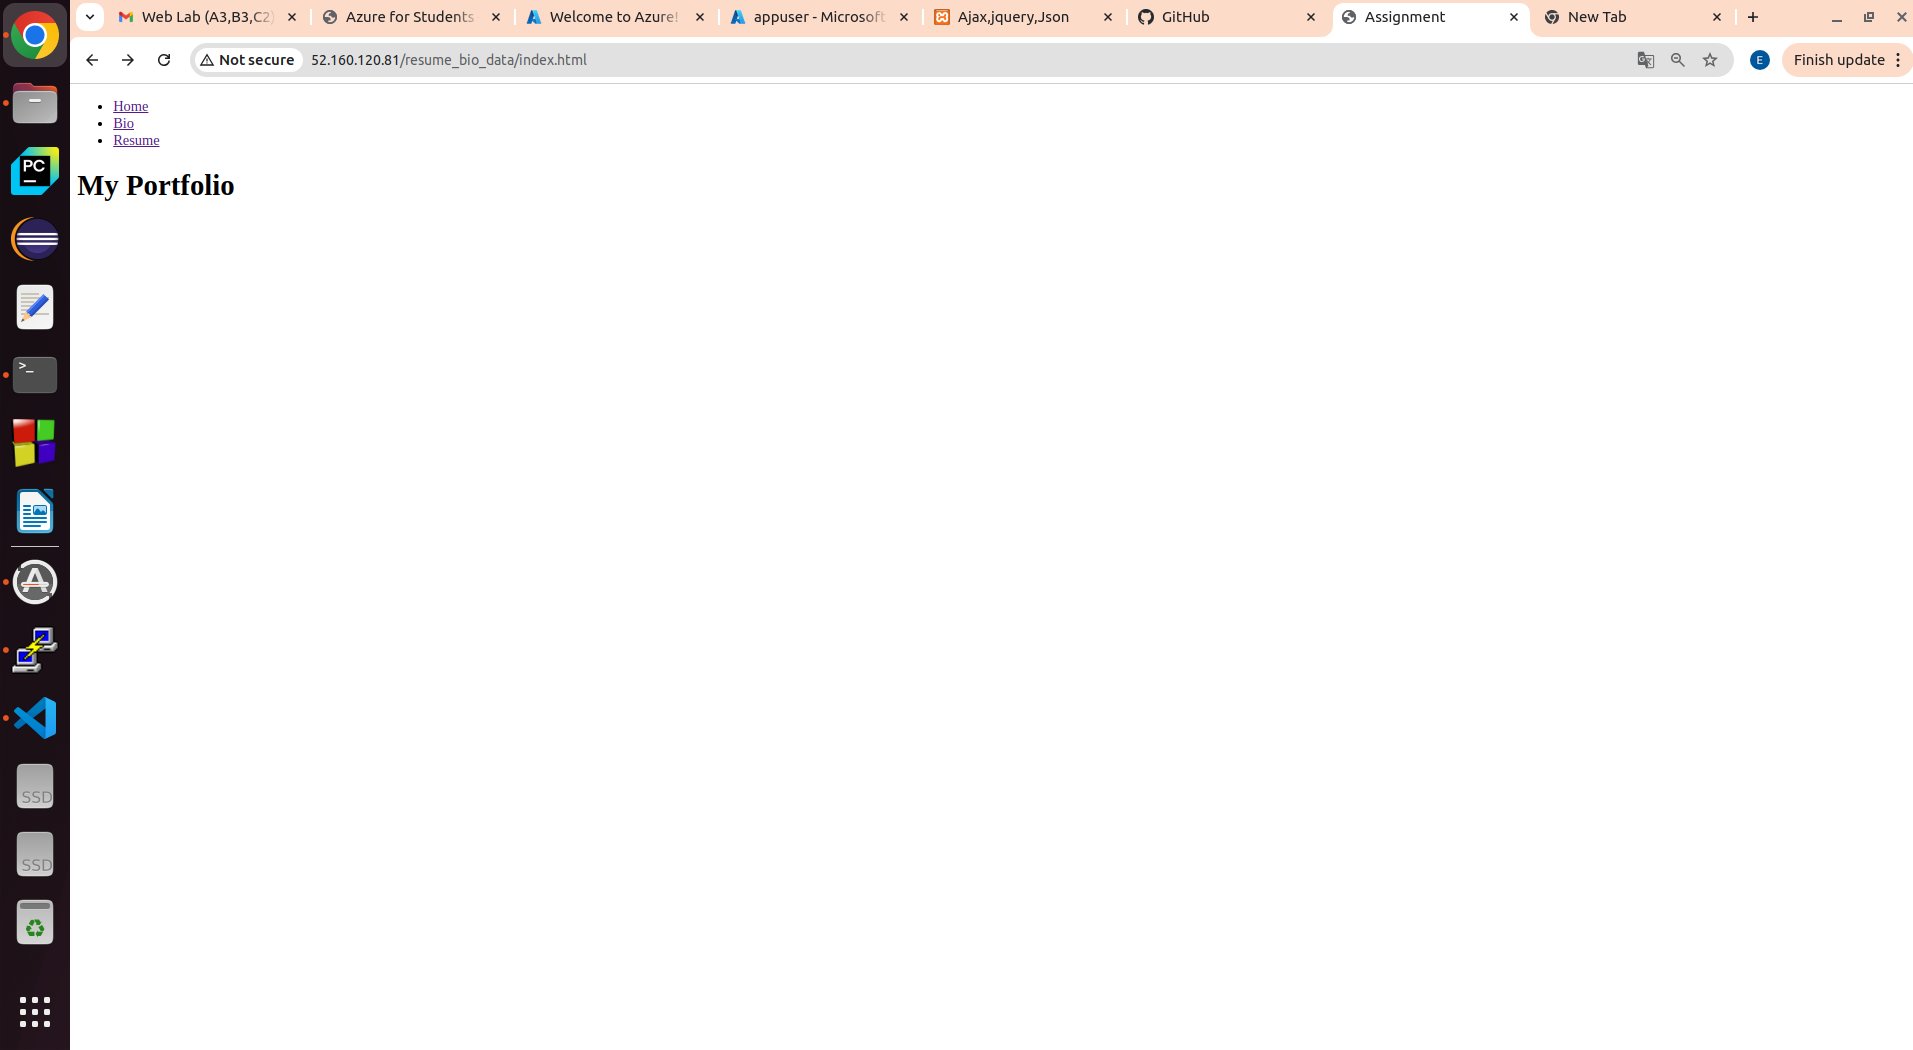 Web Lab (A3,B3,C2)
Azure for Students
Welcome to Azure!
appuser - Microsoft
Ajax,jquery,Json
GitHub
Assignment
New Tab
Not secure
52.160.120.81/resume_bio_data/index.html
E
Finish update
Home
Bio
Resume
My Portfolio
PC
>_
A
SSD
SSD